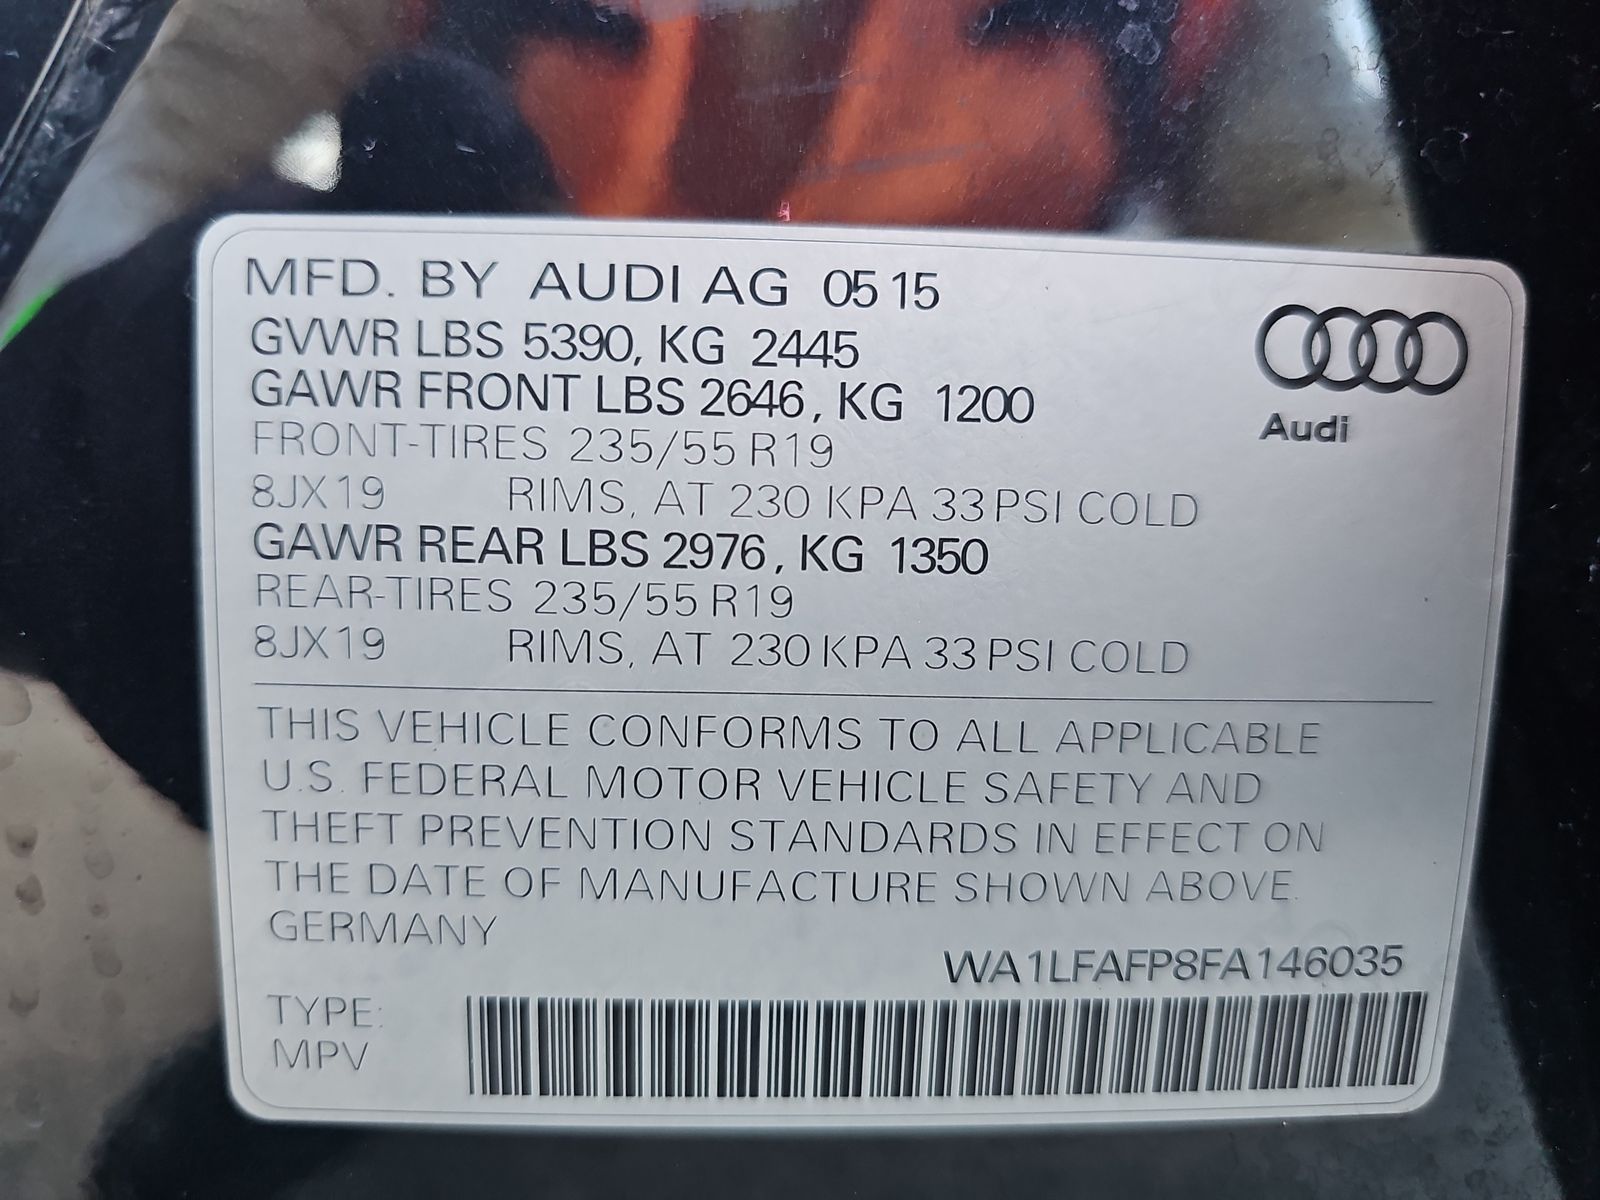 MFD. BY AUDI AG 05 15
GVWR LBS 5390, KG 2445
GAWR FRONT LBS 2646, KG 1200
FRONT-TIRES 235/55 R19
8JX19 RIMS, AT 230 KPA 33 PSI COLD
GAWR REAR LBS 2976, KG 1350
REAR-TIRES 235/55 R19
8JX19 RIMS, AT 230 KPA 33 PSI COLD
Audi
THIS VEHICLE CONFORMS TO ALL APPLICABLE
U.S. FEDERAL MOTOR VEHICLE SAFETY AND
THEFT PREVENTION STANDARDS IN EFFECT ON
THE DATE OF MANUFACTURE SHOWN ABOVE.
GERMANY
WA1LFAFP8FA146035
TYPE:
MPV